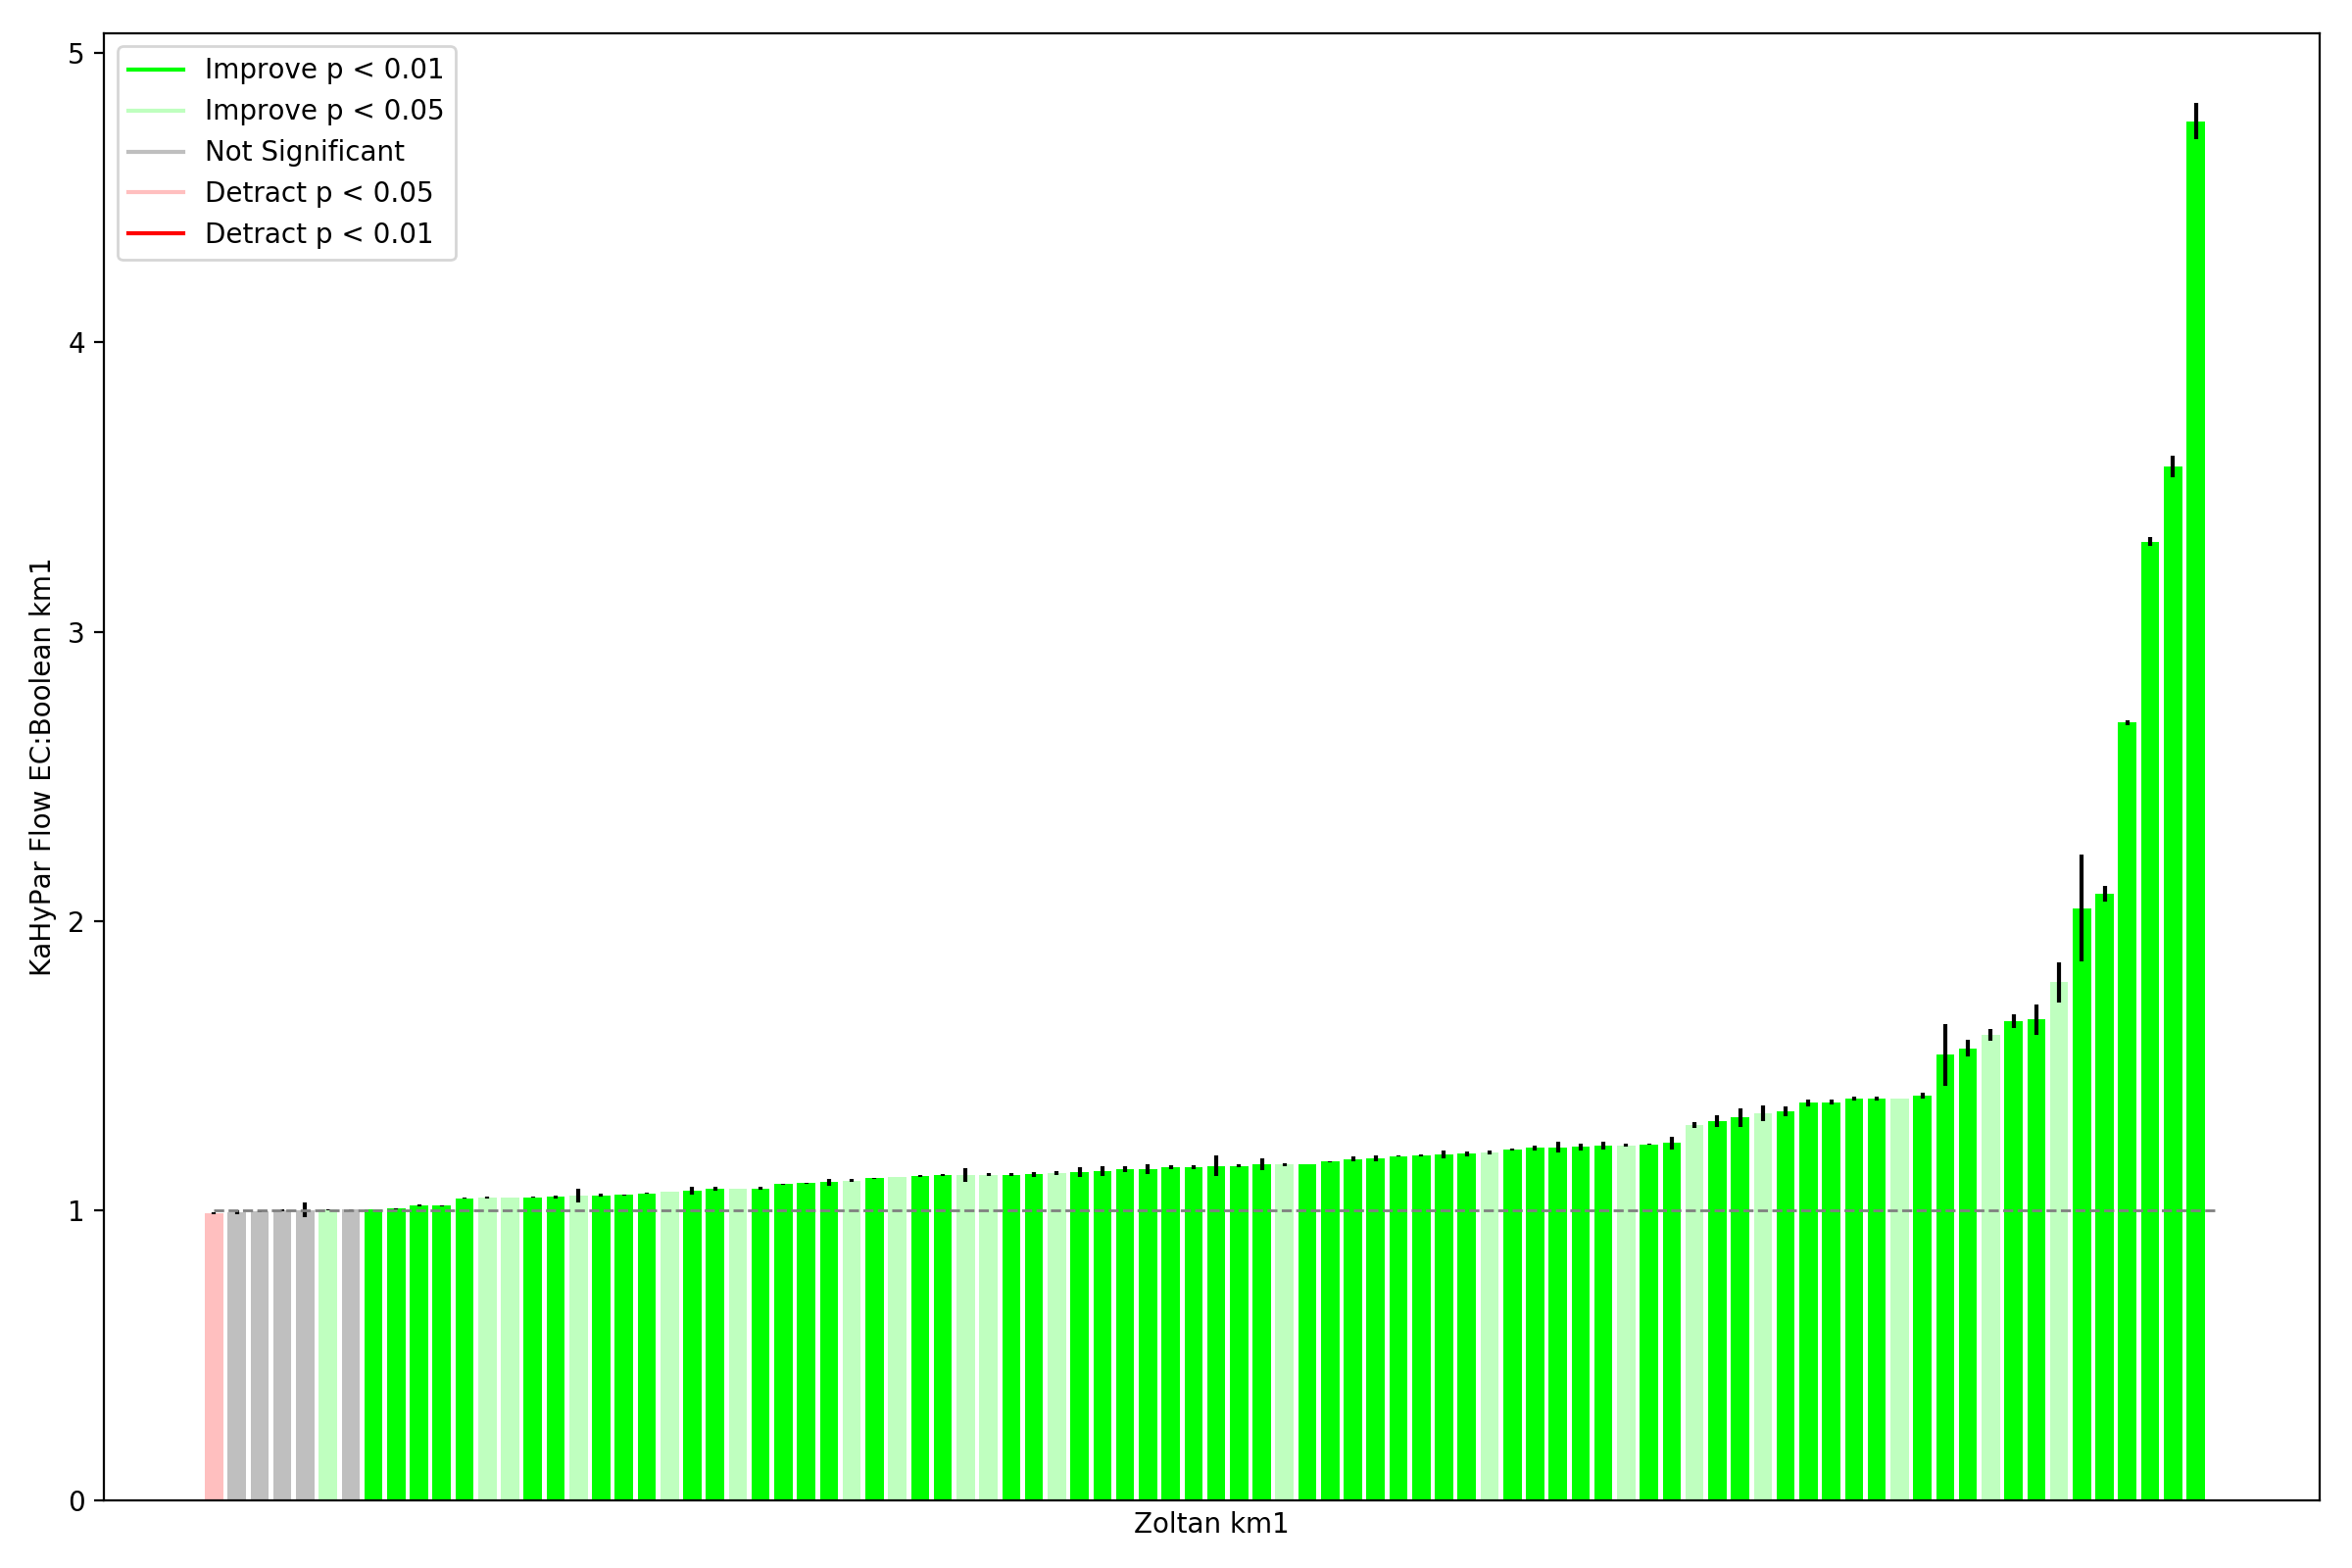 5
4
3
2
1
0
KaHyPar Flow EC:Boolean km1
Improve p < 0.01
Improve p < 0.05
Not Significant
Detract p < 0.05
Detract p < 0.01
Zoltan km1